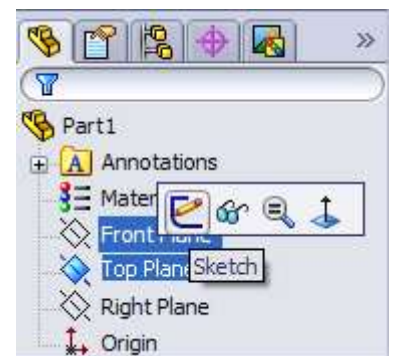 Part1
Annotations
Mater
Front Plane
Top Plane
Sketch
Right Plane
Origin